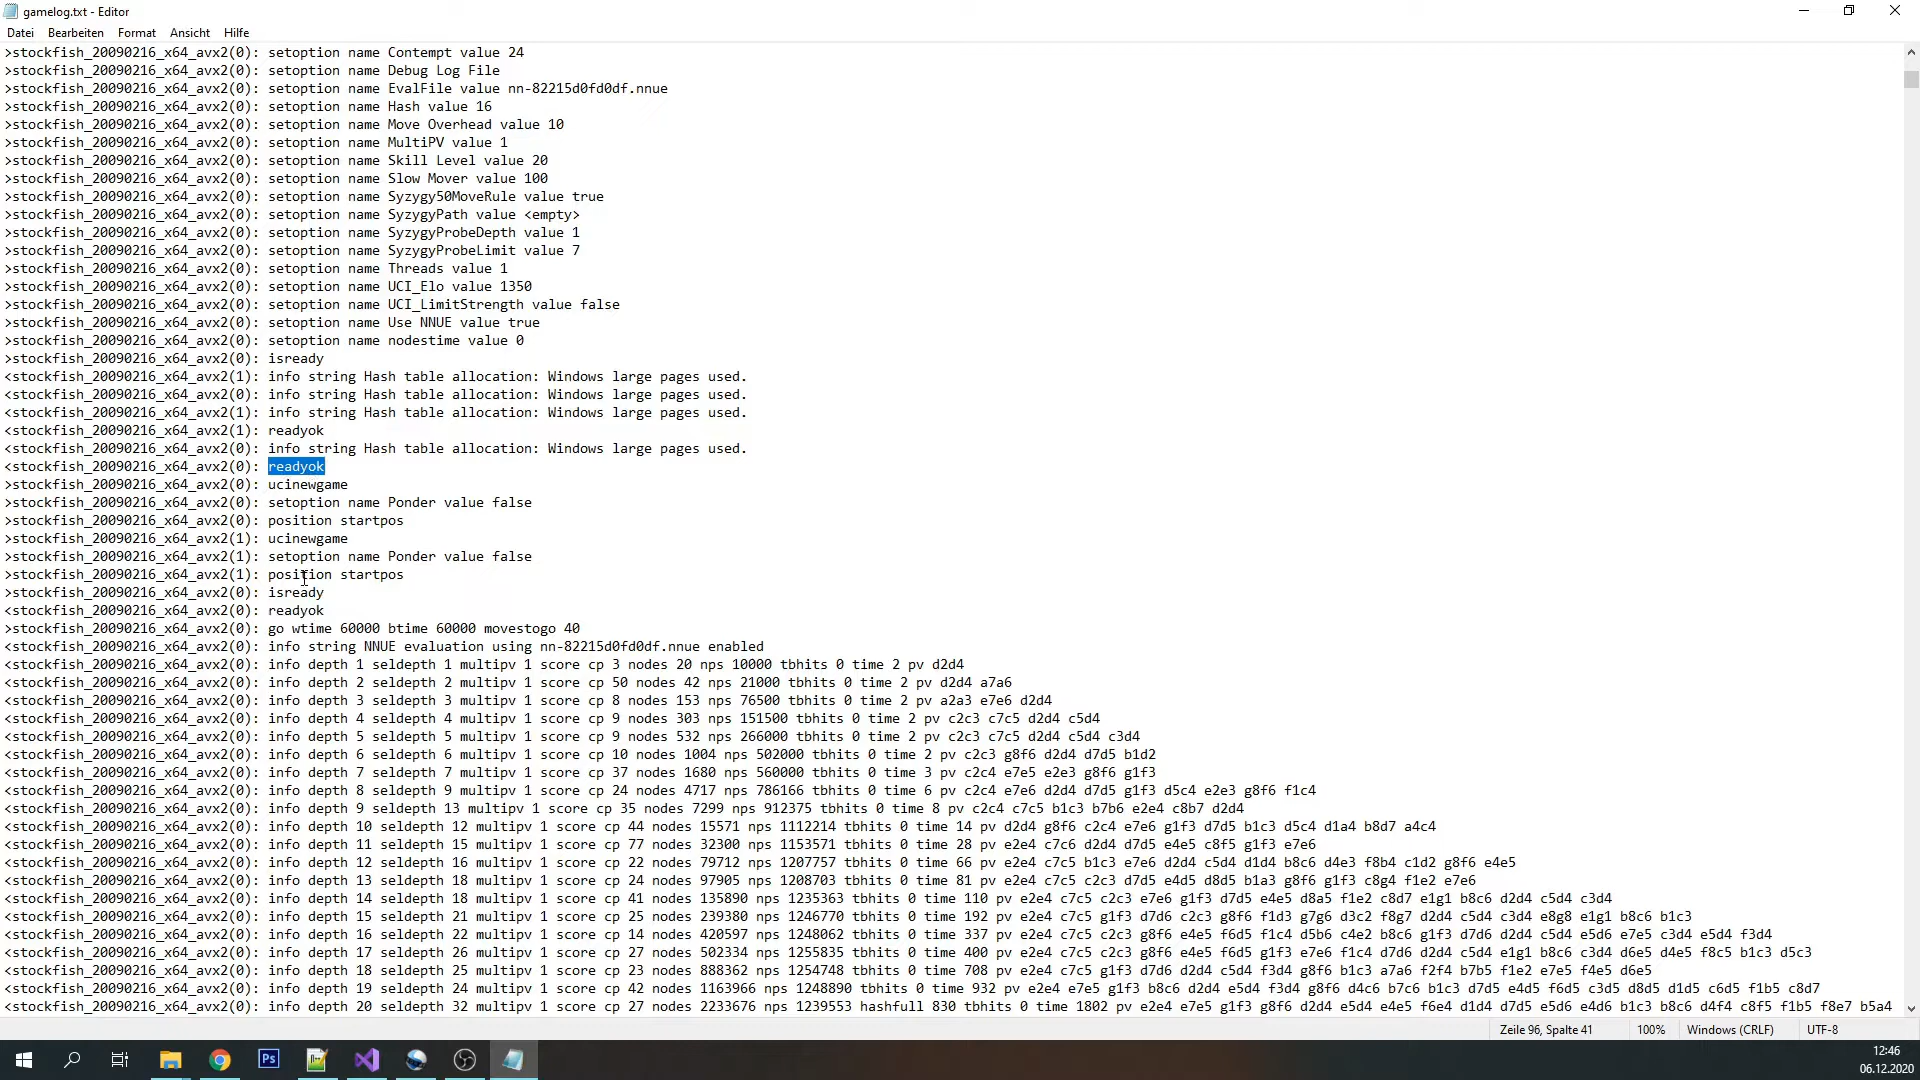 gamelog.txt - Editor
Datei Bearbeiten Format Ansicht Hilfe
>stockfish_20090216_x64_avx2(0): setoption name Contempt value 24
>stockfish_20090216_x64_avx2(0): setoption name Debug Log File
>stockfish_20090216_x64_avx2(0): setoption name EvalFile value nn-82215d0fd0df.nnue
>stockfish_20090216_x64_avx2(0): setoption name Hash value 16
>stockfish_20090216_x64_avx2(0): setoption name Move Overhead value 10
>stockfish_20090216_x64_avx2(0): setoption name MultiPV value 1
>stockfish_20090216_x64_avx2(0): setoption name Skill Level value 20
>stockfish_20090216_x64_avx2(0): setoption name Slow Mover value 100
>stockfish_20090216_x64_avx2(0): setoption name Syzygy50MoveRule value true
>stockfish_20090216_x64_avx2(0): setoption name SyzygyPath value <empty>
>stockfish_20090216_x64_avx2(0): setoption name SyzygyProbeDepth value 1
>stockfish_20090216_x64_avx2(0): setoption name SyzygyProbeLimit value 7
>stockfish_20090216_x64_avx2(0): setoption name Threads value 1
>stockfish_20090216_x64_avx2(0): setoption name UCI_Elo value 1350
>stockfish_20090216_x64_avx2(0): setoption name UCI_LimitStrength value false
>stockfish_20090216_x64_avx2(0): setoption name Use NNUE value true
>stockfish_20090216_x64_avx2(0): setoption name nodestime value 0
>stockfish_20090216_x64_avx2(0): isready
<stockfish_20090216_x64_avx2(1): info string Hash table allocation: Windows large pages used.
<stockfish_20090216_x64_avx2(0): info string Hash table allocation: Windows large pages used.
<stockfish_20090216_x64_avx2(1): info string Hash table allocation: Windows large pages used.
<stockfish_20090216_x64_avx2(1): readyok
<stockfish_20090216_x64_avx2(0): info string Hash table allocation: Windows large pages used.
<stockfish_20090216_x64_avx2(0): readyok
>stockfish_20090216_x64_avx2(0): ucinewgame
>stockfish_20090216_x64_avx2(0): setoption name Ponder value false
>stockfish_20090216_x64_avx2(0): position startpos
>stockfish_20090216_x64_avx2(1): ucinewgame
>stockfish_20090216_x64_avx2(1): setoption name Ponder value false
>stockfish_20090216_x64_avx2(1): position startpos
>stockfish_20090216_x64_avx2(0): isready
<stockfish_20090216_x64_avx2(0): readyok
>stockfish_20090216_x64_avx2(0): go wtime 60000 btime 60000 movestogo 40
<stockfish_20090216_x64_avx2(0): info string NNUE evaluation using nn-82215d0fd0df.nnue enabled
<stockfish_20090216_x64_avx2(0): info depth 1 seldepth 1 multipv 1 score cp 3 nodes 20 nps 10000 tbhits 0 time 2 pv d2d4
<stockfish_20090216_x64_avx2(0): info depth 2 seldepth 2 multipv 1 score cp 50 nodes 42 nps 21000 tbhits 0 time 2 pv d2d4 a7a6
<stockfish_20090216_x64_avx2(0): info depth 3 seldepth 3 multipv 1 score cp 8 nodes 153 nps 76500 tbhits 0 time 2 pv a2a3 e7e6 d2d4
<stockfish_20090216_x64_avx2(0): info depth 4 seldepth 4 multipv 1 score cp 9 nodes 303 nps 151500 tbhits 0 time 2 pv c2c3 c7c5 d2d4 c5d4
<stockfish_20090216_x64_avx2(0): info depth 5 seldepth 5 multipv 1 score cp 9 nodes 532 nps 266000 tbhits 0 time 2 pv c2c3 c7c5 d2d4 c5d4 c3d4
<stockfish_20090216_x64_avx2(0): info depth 6 seldepth 6 multipv 1 score cp 10 nodes 1004 nps 502000 tbhits 0 time 2 pv c2c3 g8f6 d2d4 d7d5 b1d2
<stockfish_20090216_x64_avx2(0): info depth 7 seldepth 7 multipv 1 score cp 37 nodes 1680 nps 560000 tbhits 0 time 3 pv c2c4 e7e5 e2e3 g8f6 g1f3
<stockfish_20090216_x64_avx2(0): info depth 8 seldepth 9 multipv 1 score cp 24 nodes 4717 nps 786166 tbhits 0 time 6 pv c2c4 e7e6 d2d4 d7d5 g1f3 d5c4 e2e3 g8f6 f1c4
<stockfish_20090216_x64_avx2(0): info depth 9 seldepth 13 multipv 1 score cp 35 nodes 7299 nps 912375 tbhits 0 time 8 pv c2c4 c7c5 b1c3 b7b6 e2e4 c8b7 d2d4
<stockfish_20090216_x64_avx2(0): info depth 10 seldepth 12 multipv 1 score cp 44 nodes 15571 nps 1112214 tbhits 0 time 14 pv d2d4 g8f6 c2c4 e7e6 g1f3 d7d5 b1c3 d5c4 d1a4 b8d7 a4c4
<stockfish_20090216_x64_avx2(0): info depth 11 seldepth 15 multipv 1 score cp 77 nodes 32300 nps 1153571 tbhits 0 time 28 pv e2e4 c7c6 d2d4 d7d5 e4e5 c8f5 g1f3 e7e6
<stockfish_20090216_x64_avx2(0): info depth 12 seldepth 16 multipv 1 score cp 22 nodes 79712 nps 1207757 tbhits 0 time 66 pv e2e4 c7c5 b1c3 e7e6 d2d4 c5d4 d1d4 b8c6 d4e3 f8b4 c1d2 g8f6 e4e5
<stockfish_20090216_x64_avx2(0): info depth 13 seldepth 18 multipv 1 score cp 24 nodes 97905 nps 1208703 tbhits 0 time 81 pv e2e4 c7c5 c2c3 d7d5 e4d5 d8d5 b1a3 g8f6 g1f3 c8g4 f1e2 e7e6
<stockfish_20090216_x64_avx2(0): info depth 14 seldepth 18 multipv 1 score cp 41 nodes 135890 nps 1235363 tbhits 0 time 110 pv e2e4 c7c5 c2c3 e7e6 g1f3 d7d5 e4e5 d8a5 f1e2 c8d7 e1g1 b8c6 d2d4 c5d4 c3d4
<stockfish_20090216_x64_avx2(0): info depth 15 seldepth 21 multipv 1 score cp 25 nodes 239380 nps 1246770 tbhits 0 time 192 pv e2e4 c7c5 g1f3 d7d6 c2c3 g8f6 f1d3 g7g6 d3c2 f8g7 d2d4 c5d4 c3d4 e8g8 e1g1 b8c6 b1c3
<stockfish_20090216_x64_avx2(0): info depth 16 seldepth 22 multipv 1 score cp 14 nodes 420597 nps 1248062 tbhits 0 time 337 pv e2e4 c7c5 c2c3 g8f6 e4e5 f6d5 f1c4 d5b6 c4e2 b8c6 g1f3 d7d6 d2d4 c5d4 e5d6 e7e5 c3d4 e5d4 f3d4
<stockfish_20090216_x64_avx2(0): info depth 17 seldepth 26 multipv 1 score cp 27 nodes 502334 nps 1255835 tbhits 0 time 400 pv e2e4 c7c5 c2c3 g8f6 e4e5 f6d5 g1f3 e7e6 f1c4 d7d6 d2d4 c5d4 e1g1 b8c6 c3d4 d6e5 d4e5 f8c5 b1c3 d5c3
<stockfish_20090216_x64_avx2(0): info depth 18 seldepth 25 multipv 1 score cp 23 nodes 888362 nps 1254748 tbhits 0 time 708 pv e2e4 c7c5 g1f3 d7d6 d2d4 c5d4 f3d4 g8f6 b1c3 a7a6 f2f4 b7b5 f1e2 e7e5 f4e5 d6e5
<stockfish_20090216_x64_avx2(0): info depth 19 seldepth 24 multipv 1 score cp 42 nodes 1163966 nps 1248890 tbhits 0 time 932 pv e2e4 e7e5 g1f3 b8c6 d2d4 e5d4 f3d4 g8f6 d4c6 b7c6 b1c3 d7d5 e4d5 f6d5 c3d5 d8d5 d1d5 c6d5 f1b5 c8d7
<stockfish_20090216_x64_avx2(0): info depth 20 seldepth 32 multipv 1 score cp 27 nodes 2233676 nps 1239553 hashfull 830 tbhits 0 time 1802 pv e2e4 e7e5 g1f3 g8f6 d2d4 e5d4 e4e5 f6e4 d1d4 d7d5 e5d6 e4d6 b1c3 b8c6 d4f4 c8f5 f1b5 f8e7 b5a4
Zeile 96, Spalte 41 100% Windows (CRLF) UTF-8
Ps
12:46
06.12.2020